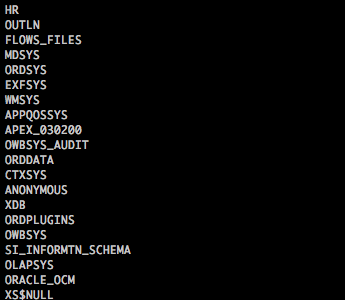 HR
OUTLN
FLOWS_FILES
MDSYS
ORDSYS
EXFSYS
WMSYS
APPQOSSYS
APEX_030200
OWBSYS_AUDIT
ORDDATA
CTXSYS
ANONYMOUS
XDB
ORDPLUGINS
OWBSYS
SI_INFORMTN_SCHEMA
OLAPSYS
ORACLE_OCM
XS$NULL